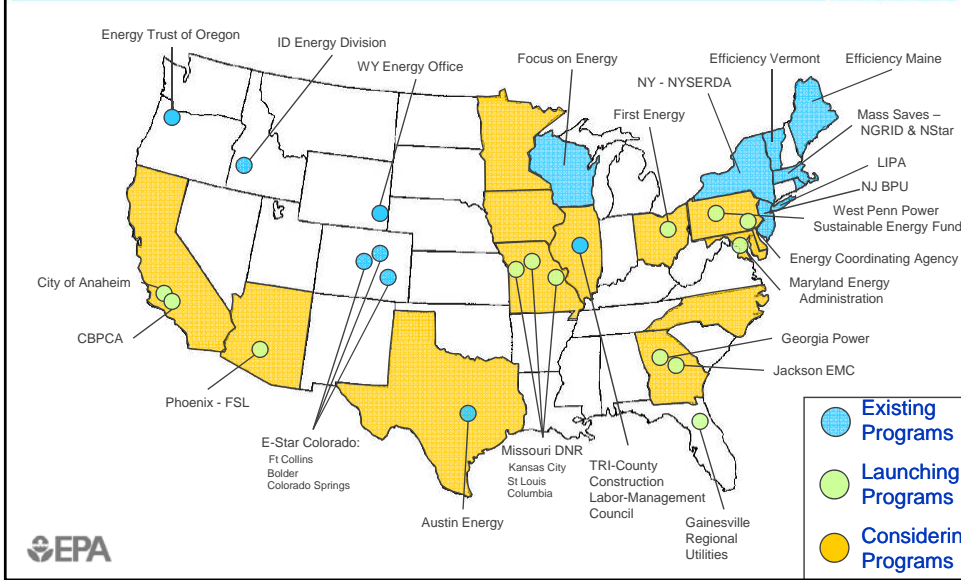 Energy Trust of Oregon
ID Energy Division
WY Energy Office
Focus on Energy
Efficiency Vermont
Efficiency Maine
NY - NYSERDA
First Energy
Mass Saves –
NGRID & NStar
LIPA
NJ BPU
West Penn Power
Sustainable Energy Fund
Energy Coordinating Agency
Maryland Energy
Administration
City of Anaheim
CBPCA
Phoenix - FSL
Georgia Power
Jackson EMC
E-Star Colorado:
Ft Collins
Bolder
Colorado Springs
Austin Energy
Missouri DNR
Kansas City
St Louis
Columbia
TRI-County
Construction
Labor-Management
Council
Gainesville
Regional
Utilities
Existing
Programs
Launching
Programs
Considerin
Programs
EPA